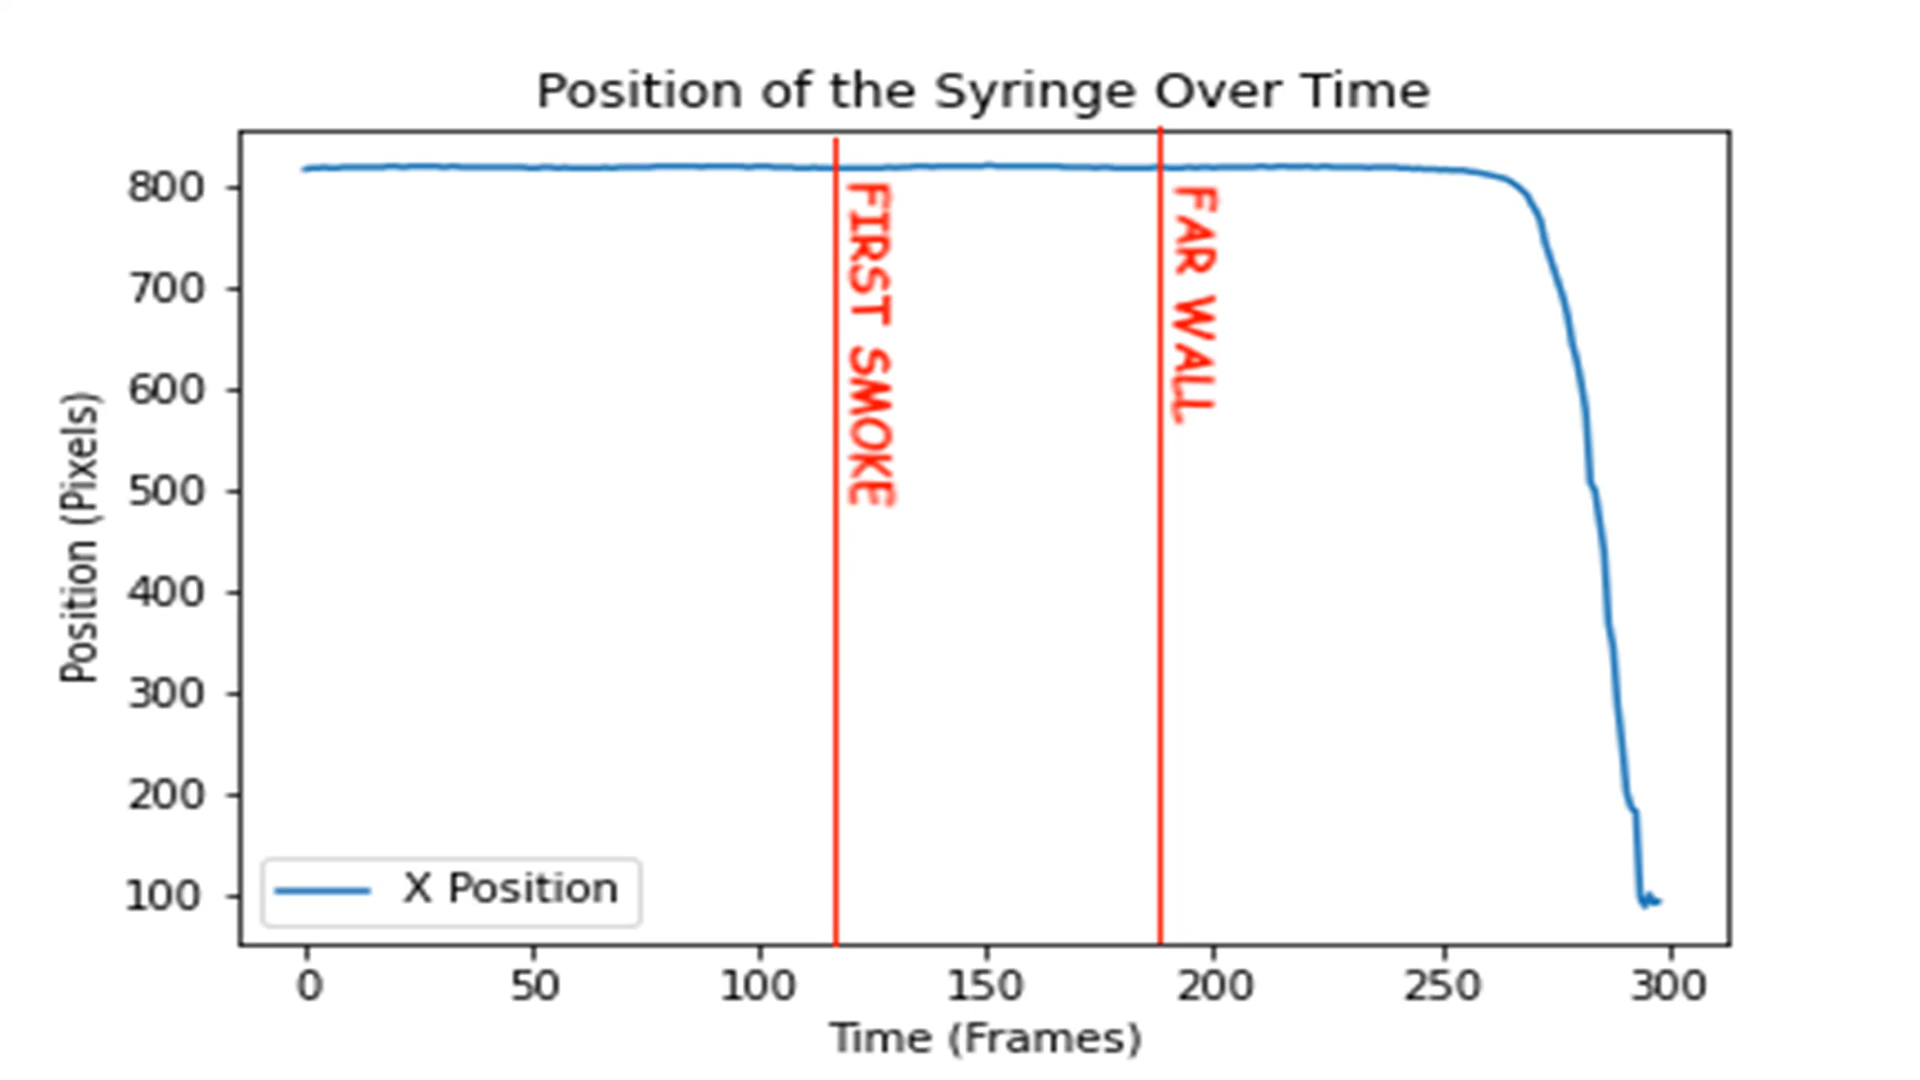 Position of the Syringe Over Time
Position (Pixels)
800
700
600
500
400
300
200
100
FIRST SMOKE
FAR WALL
X Position
0 50 100 150 200 250 300
Time (Frames)